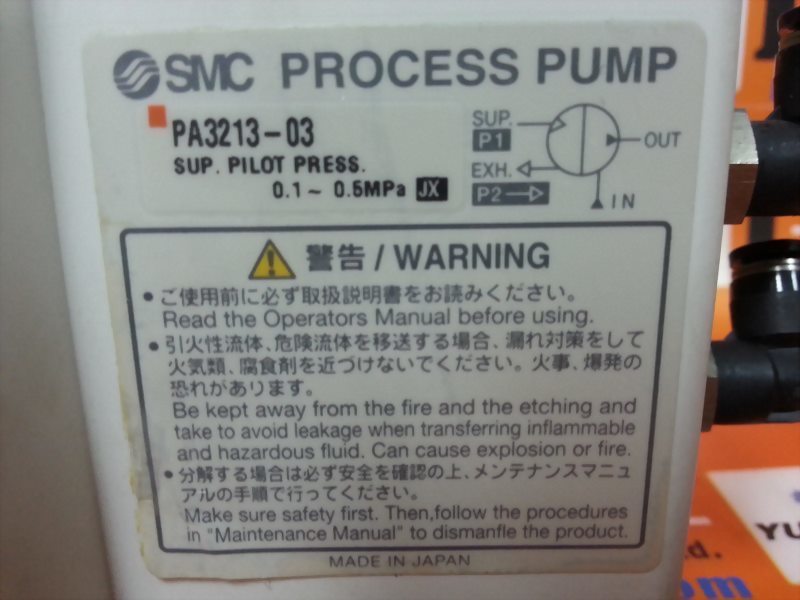 SMC PROCESS PUMP
PA3213-03
SUP. PILOT PRESS.
0.1~ 0.5MPa JX
SUP.
P1
OUT
EXH.
P2
IN
警告 / WARNING
• ご使用前に必ず取扱説明書をお読みください。
Read the Operators Manual before using.
• 引火性流体、危険流体を移送する場合、漏れ対策をして
火気類、腐食剤を近づけないでください。火事、爆発の
恐れがあります。
Be kept away from the fire and the etching and
take to avoid leakage when transferring inflammable
and hazardous fluid. Can cause explosion or fire.
• 分解する場合は必ず安全を確認の上、メンテナンスマニュ
アルの手順で行ってください。
Make sure safety first. Then,follow the procedures
in "Maintenance Manual" to dismanfle the product.
MADE IN JAPAN
YU
td.
om